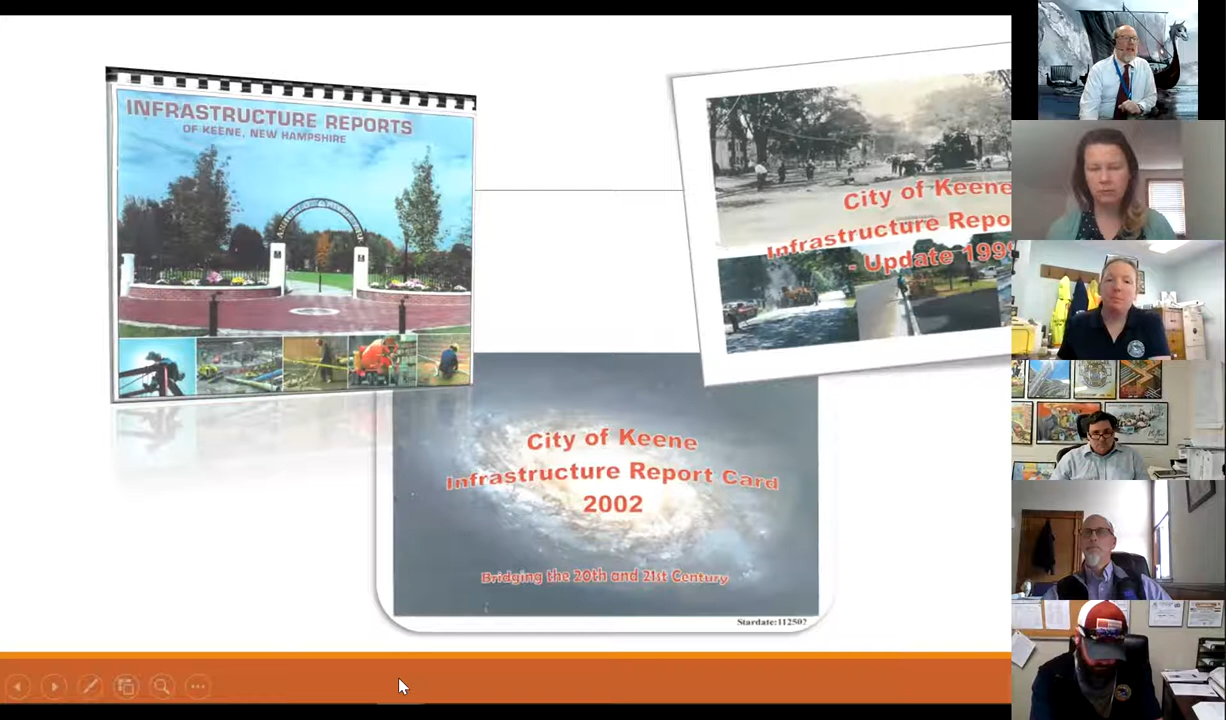 INFRASTRUCTURE REPORTS
OF KEENE, NEW HAMPSHIRE
City of Keene
Infrastructure Repo
- Update 199
City of Keene
Infrastructure Report Card
2002
Bridging the 20th and 21st Century
Stardate:112502